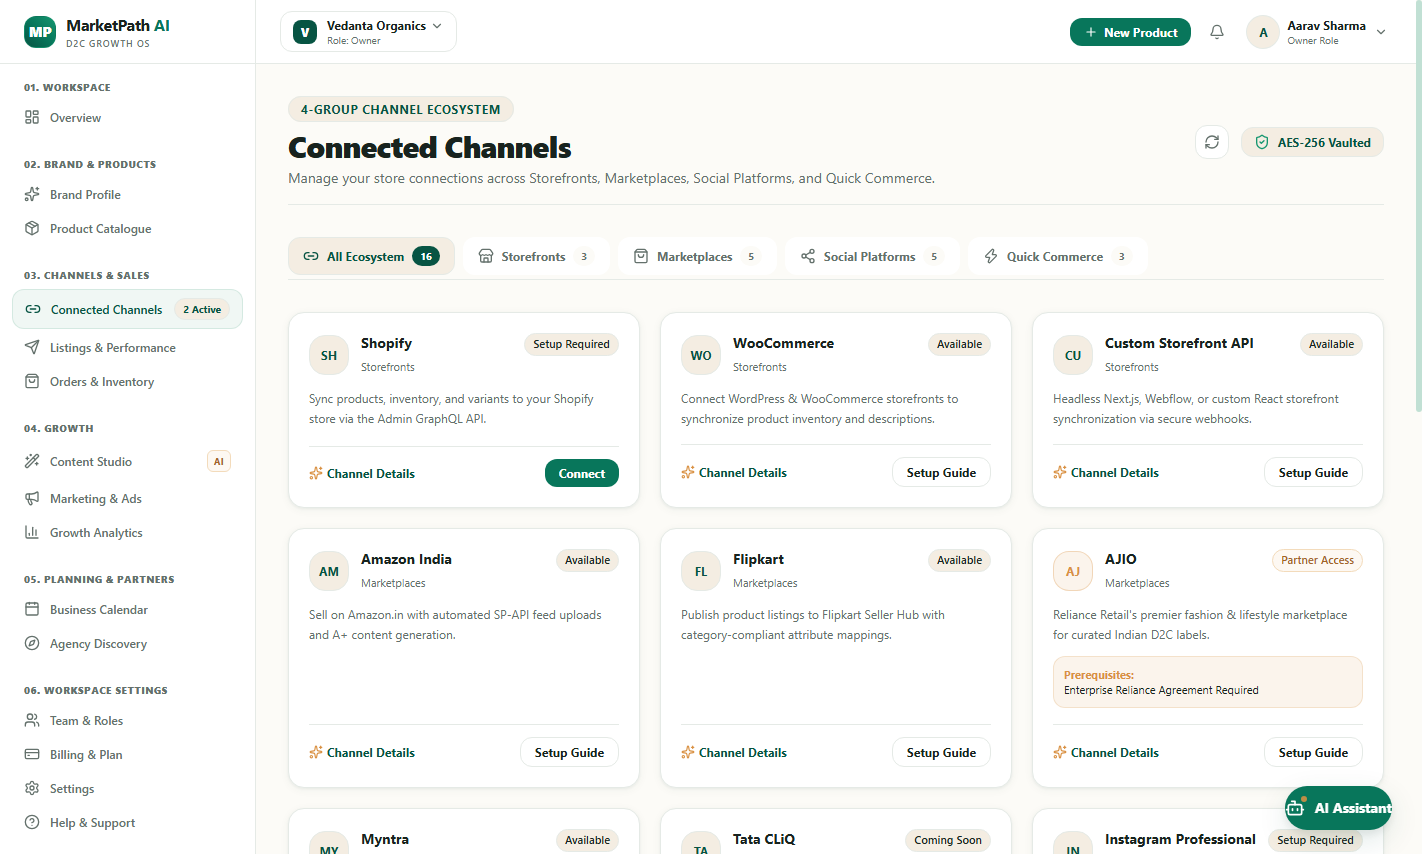 MP
MarketPath AI
D2C GROWTH OS
V
Vedanta Organics
Role: Owner
New Product
A
Aarav Sharma
Owner Role
01. WORKSPACE
Overview
02. BRAND & PRODUCTS
Brand Profile
Product Catalogue
03. CHANNELS & SALES
Connected Channels
2 Active
Listings & Performance
Orders & Inventory
04. GROWTH
Content Studio
AI
Marketing & Ads
Growth Analytics
05. PLANNING & PARTNERS
Business Calendar
Agency Discovery
06. WORKSPACE SETTINGS
Team & Roles
Billing & Plan
Settings
Help & Support
4-GROUP CHANNEL ECOSYSTEM
Connected Channels
Manage your store connections across Storefronts, Marketplaces, Social Platforms, and Quick Commerce.
AES-256 Vaulted
All Ecosystem 16
Storefronts 3
Marketplaces 5
Social Platforms 5
Quick Commerce 3
SH
Shopify
Storefronts
Setup Required
Sync products, inventory, and variants to your Shopify
store via the Admin GraphQL API.
Channel Details
Connect
WO
WooCommerce
Storefronts
Available
Connect WordPress & WooCommerce storefronts to
synchronize product inventory and descriptions.
Channel Details
Setup Guide
CU
Custom Storefront API
Storefronts
Available
Headless Next.js, Webflow, or custom React storefront
synchronization via secure webhooks.
Channel Details
Setup Guide
AM
Amazon India
Marketplaces
Available
Sell on Amazon.in with automated SP-API feed uploads
and A+ content generation.
Channel Details
Setup Guide
FL
Flipkart
Marketplaces
Available
Publish product listings to Flipkart Seller Hub with
category-compliant attribute mappings.
Channel Details
Setup Guide
AJ
AJIO
Marketplaces
Partner Access
Reliance Retail's premier fashion & lifestyle marketplace
for curated Indian D2C labels.
Prerequisites:
Enterprise Reliance Agreement Required
Channel Details
Setup Guide
MY
Myntra
Available
TA
Tata CLiQ
Coming Soon
IN
Instagram Professional
Setup Required
AI Assistant